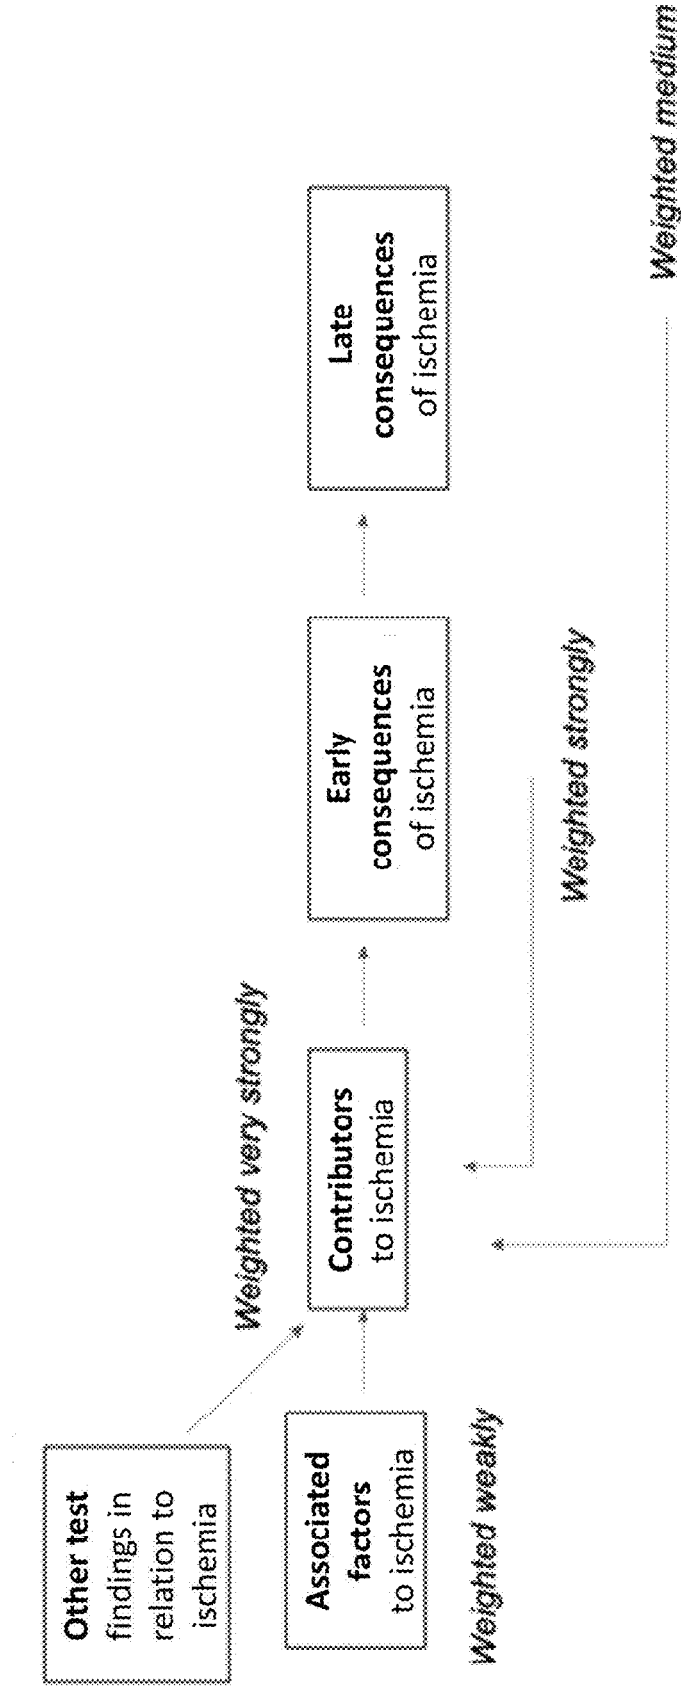 Other test
findings in
relation to
ischemia
Associated
factors
to ischemia
Weighted weakly
Weighted very strongly
Contributors
to ischemia
Early
consequences
of ischemia
Weighted strongly
Late
consequences
of ischemia
Weighted medium